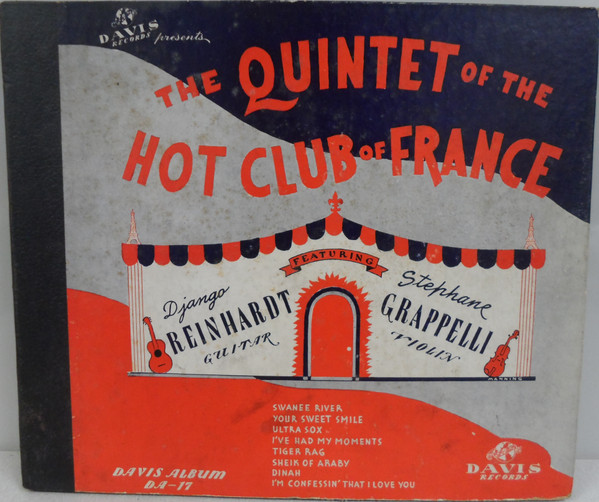 DAVIS
RECORDS
presents
THE QUINTET OF THE
HOT CLUB OF FRANCE
FEATURING
Django
REINHARDT
GUITAR
Stephane
GRAPPELLI
VIOLIN
MANNING
SWANEE RIVER
YOUR SWEET SMILE
ULTRA SOX
I'VE HAD MY MOMENTS
TIGER RAG
SHEIR OF ARABY
DINAH
I'M CONFESSIN' THAT I LOVE YOU
DAVIS ALBUM
DA-17
DAVIS
RECORDS